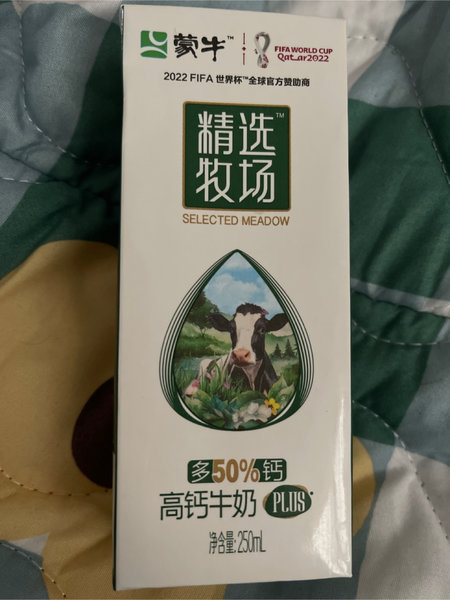 蒙牛™ FIFA WORLD CUP
Qatar2022
2022 FIFA 世界杯™全球官方赞助商
精选™
牧场
SELECTED MEADOW
多50%钙
高钙牛奶 PLUS
净含量:250mL